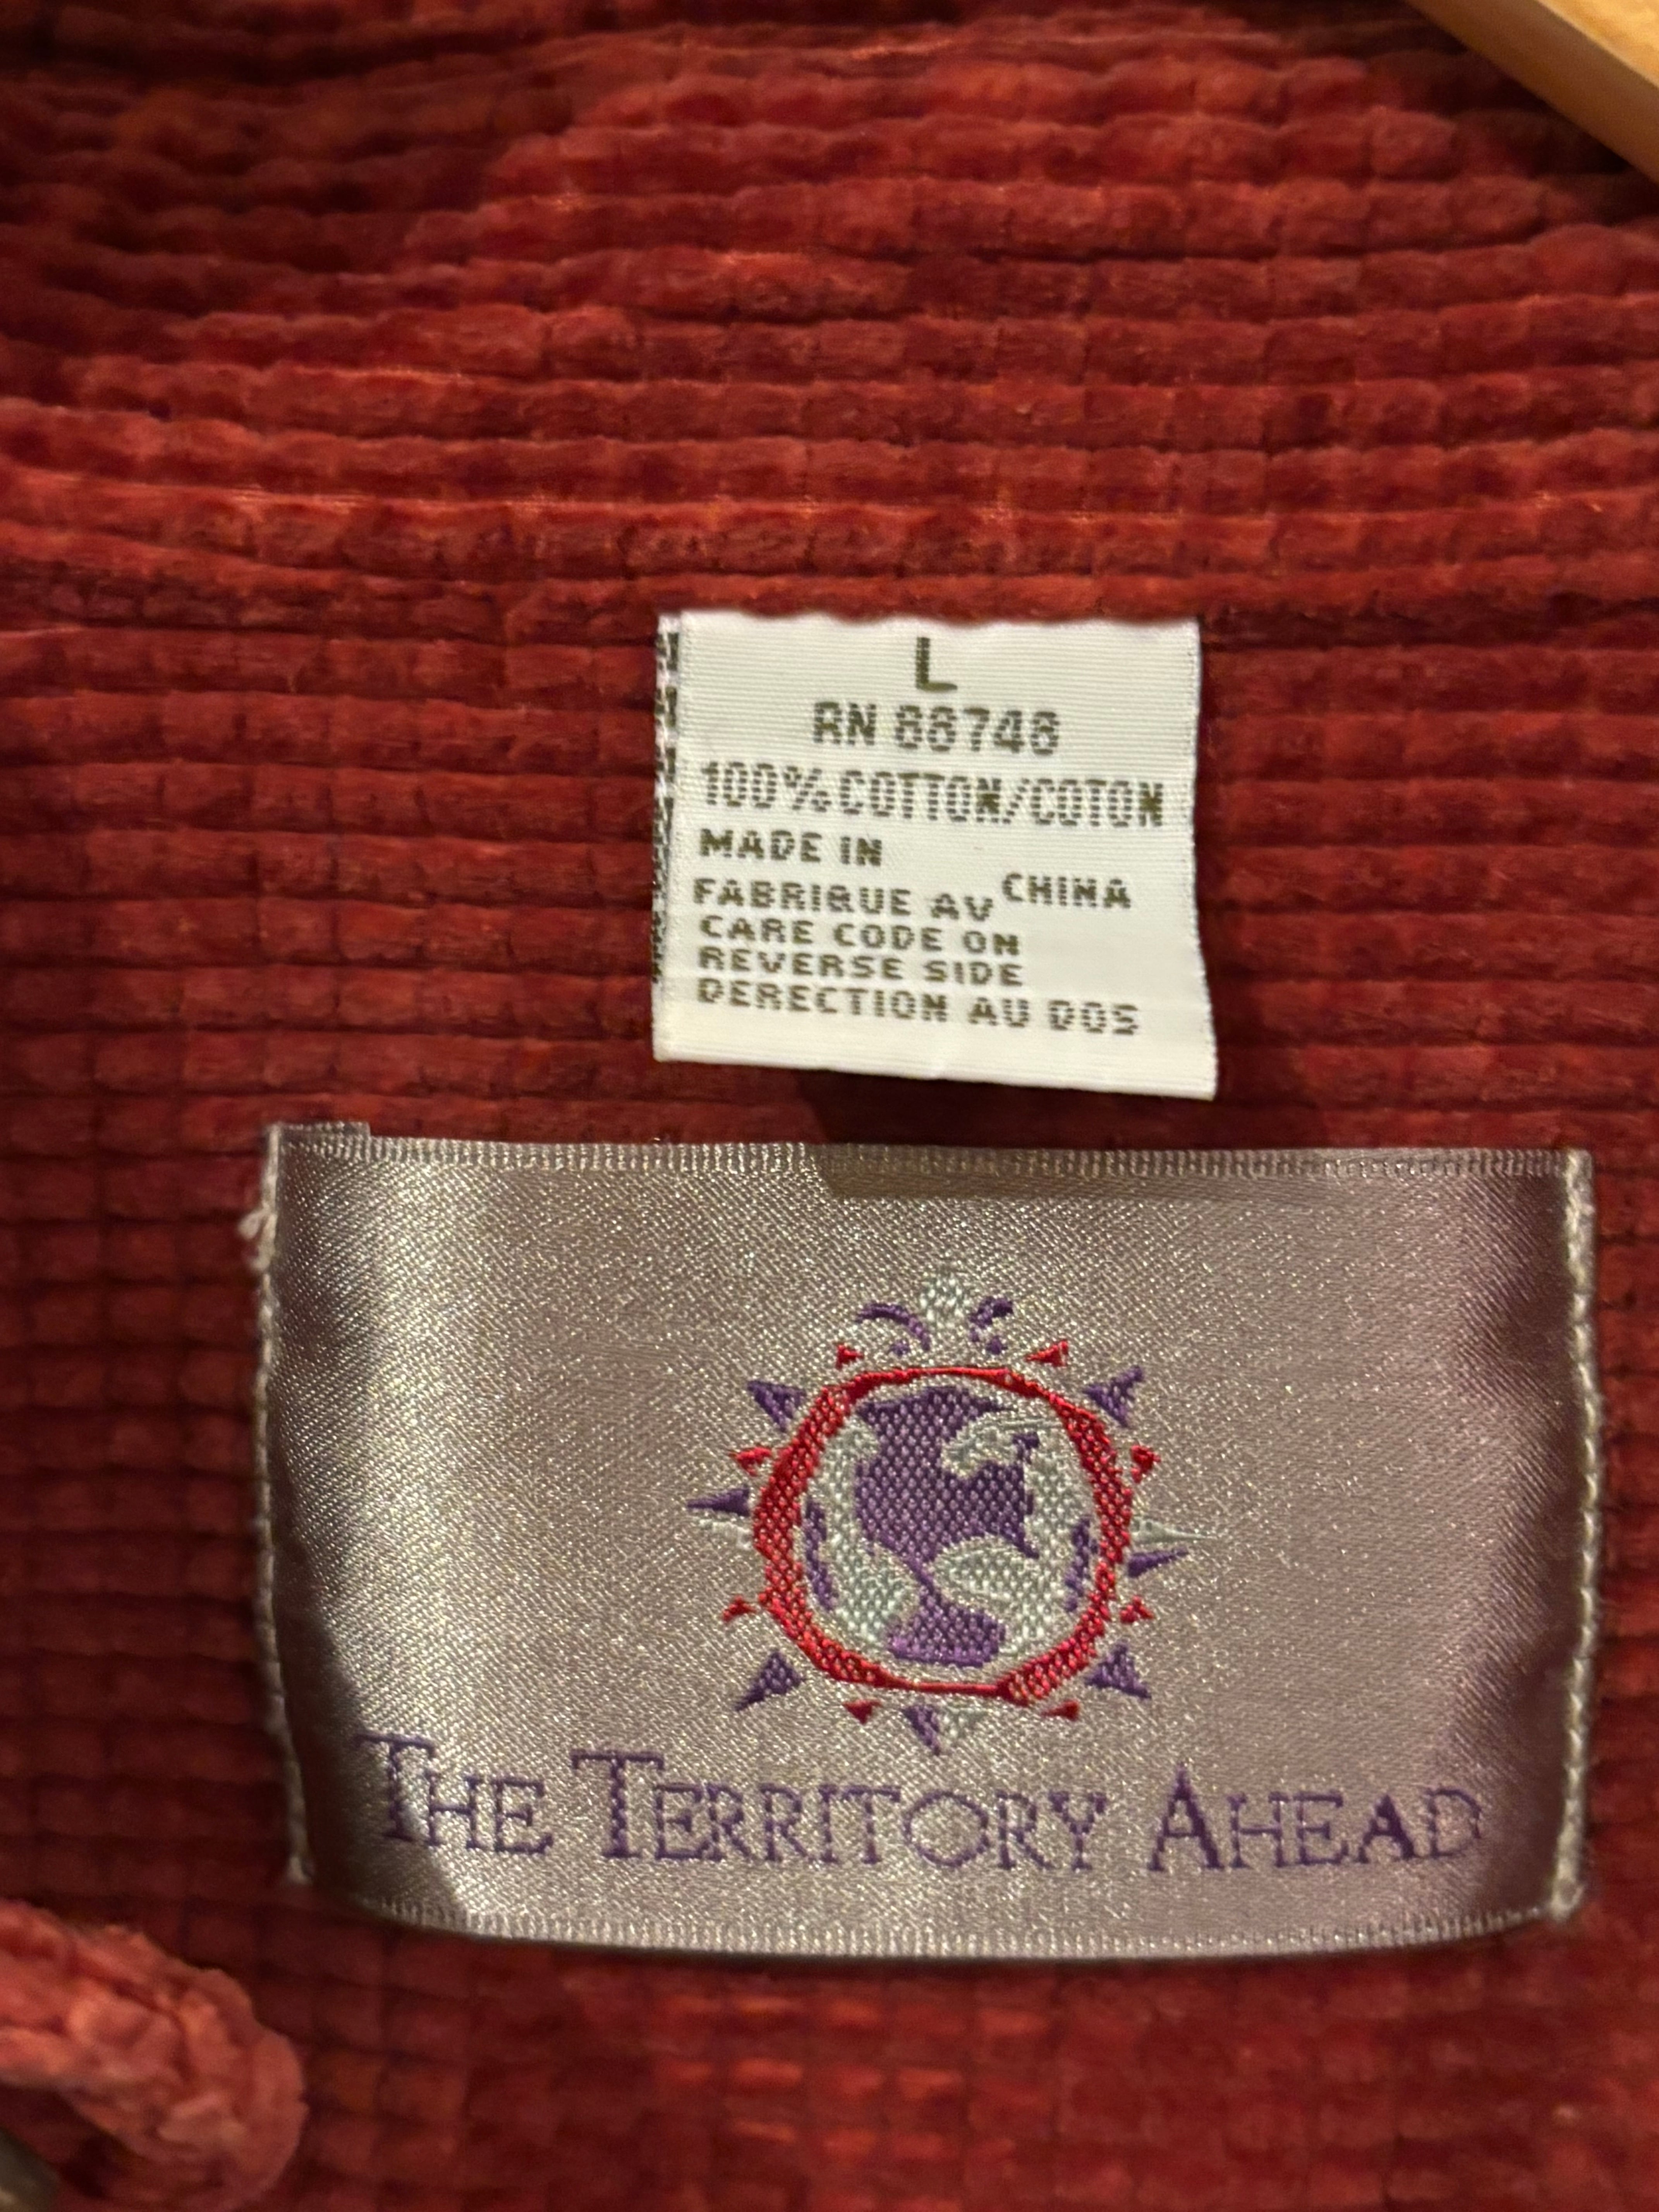 L
RN 88748
100% COTTON/COTON
MADE IN
FABRIQUE AV CHINA
CARE CODE ON
REVERSE SIDE
DERECTION AU DOS
THE TERRITORY AHEAD